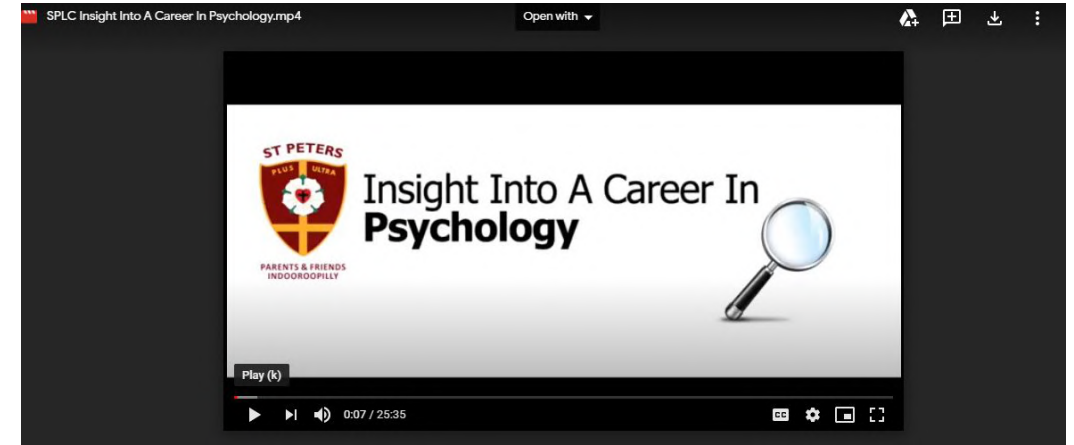 SPLC Insight Into A Career In Psychology.mp4
Open with
ST PETERS
PLUS ULTRA
PARENTS & FRIENDS
INDOOROOPILLY
Insight Into A Career In
Psychology
Play (k)
0:07 / 25:35
CC